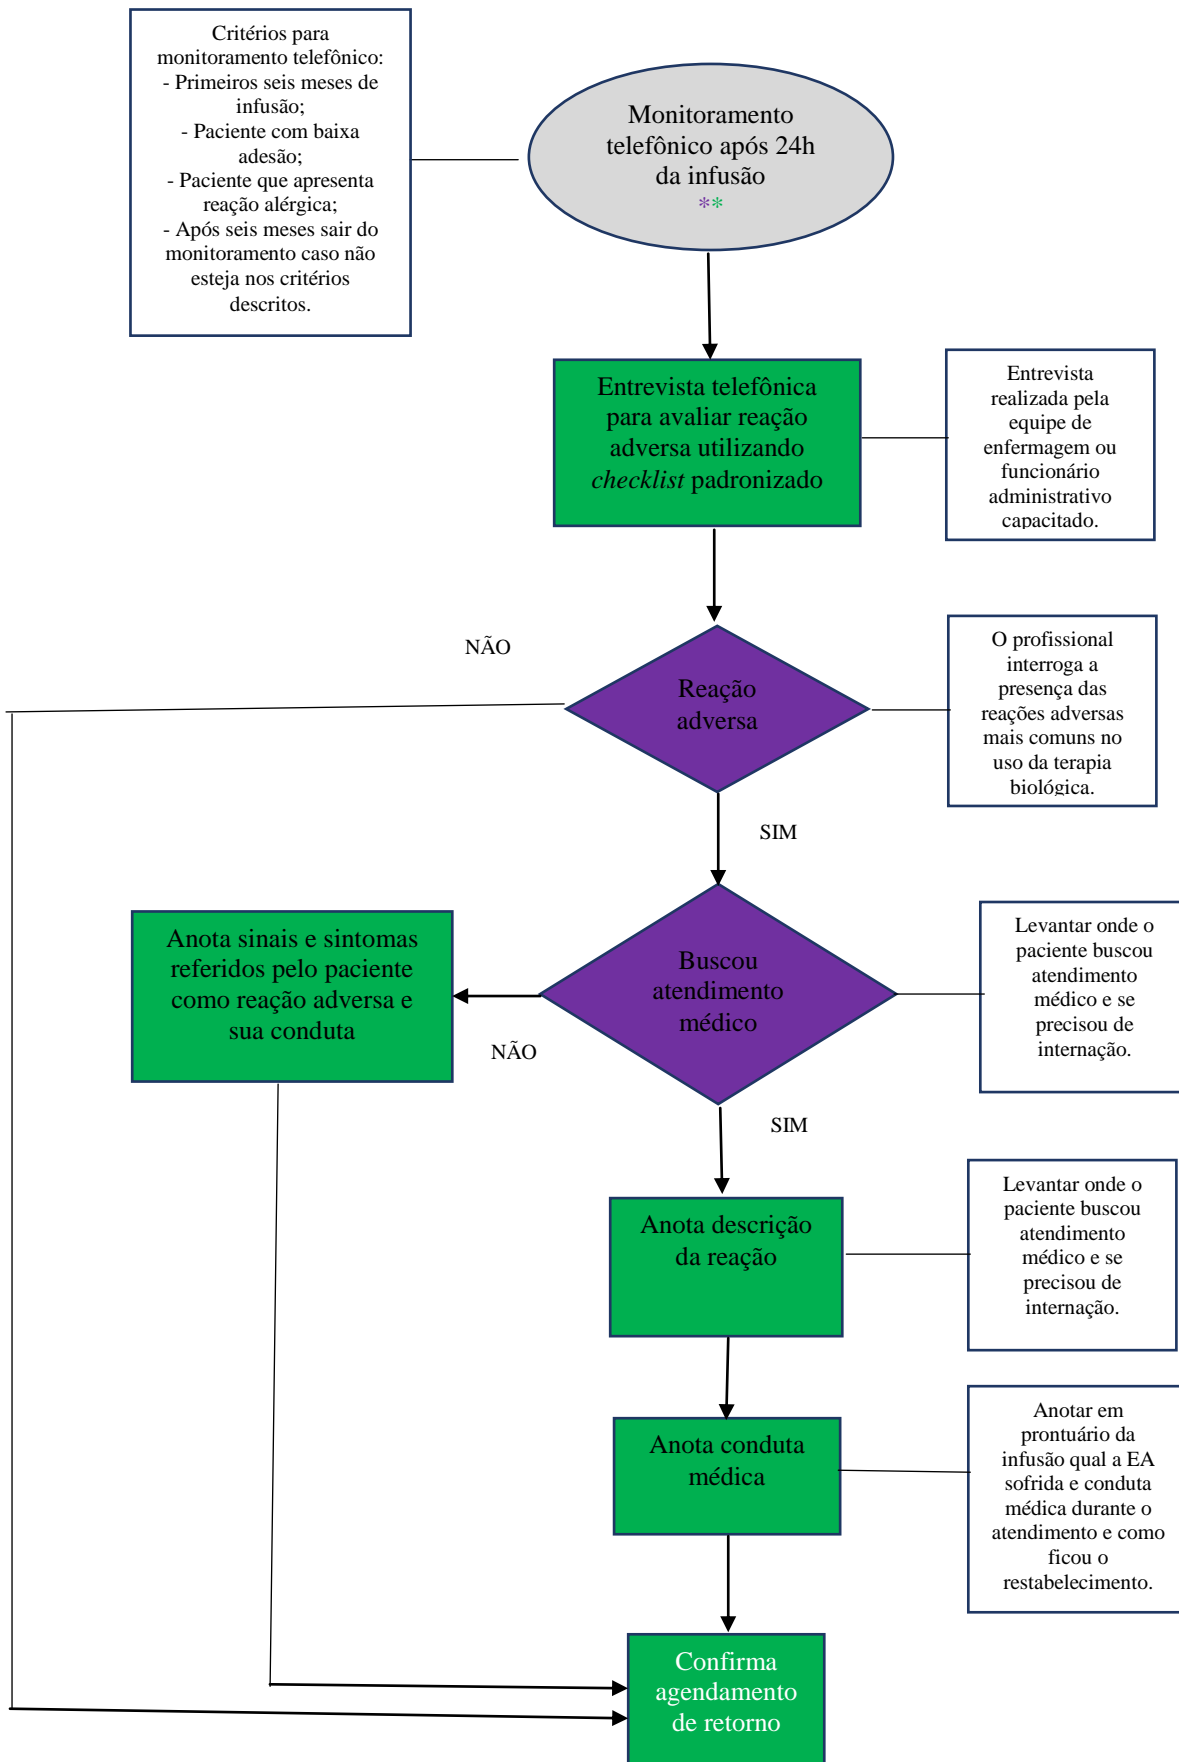 Critérios para
monitoramento telefônico:
- Primeiros seis meses de
infusão;
- Paciente com baixa
adesão;
- Paciente que apresenta
reação alérgica;
- Após seis meses sair do
monitoramento caso não
esteja nos critérios
descritos.
Monitoramento
telefônico após 24h
da infusão
**
Entrevista telefônica
para avaliar reação
adversa utilizando
checklist padronizado
Entrevista
realizada pela
equipe de
enfermagem ou
funcionário
administrativo
capacitado.
NÃO
Reação
adversa
O profissional
interroga a
presença das
reações adversas
mais comuns no
uso da terapia
biológica.
SIM
Anota sinais e sintomas
referidos pelo paciente
como reação adversa e
sua conduta
Buscou
atendimento
médico
Levantar onde o
paciente buscou
atendimento
médico e se
precisou de
internação.
NÃO
SIM
Anota descrição
da reação
Levantar onde o
paciente buscou
atendimento
médico e se
precisou de
internação.
Anota conduta
médica
Anotar em
prontuário da
infusão qual a EA
sofrida e conduta
médica durante o
atendimento e como
ficou o
restabelecimento.
Confirma
agendamento
de retorno